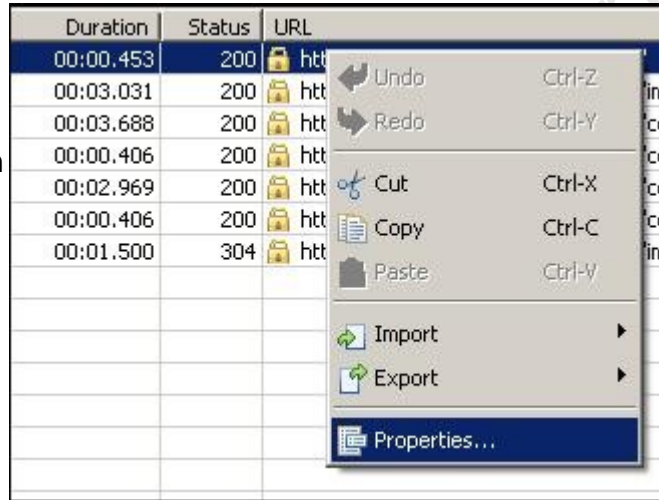 Duration Status URL
00:00.453 200 htt
00:03.031 200 htt
00:03.688 200 htt
00:00.406 200 htt
00:02.969 200 htt
00:00.406 200 htt
00:01.500 304 htt
Undo Ctrl-Z
Redo Ctrl-Y
Cut Ctrl-X
Copy Ctrl-C
Paste Ctrl-V
Import
Export
Properties...